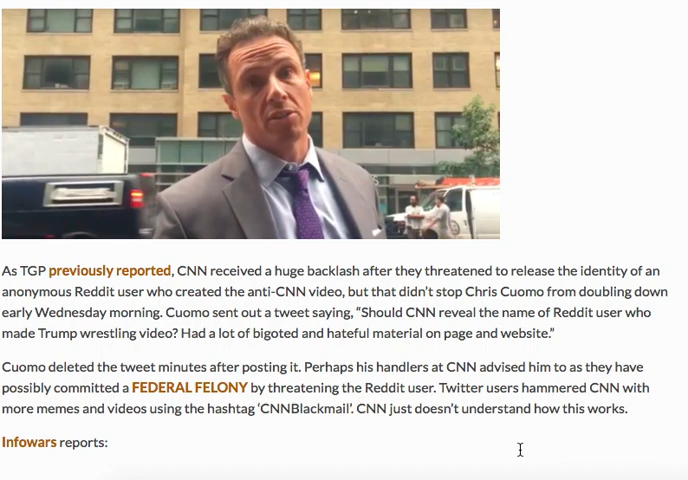 As TGP previously reported, CNN received a huge backlash after they threatened to release the identity of an
anonymous Reddit user who created the anti-CNN video, but that didn’t stop Chris Cuomo from doubling down
early Wednesday morning. Cuomo sent out a tweet saying, “Should CNN reveal the name of Reddit user who
made Trump wrestling video? Had a lot of bigoted and hateful material on page and website.”
Cuomo deleted the tweet minutes after posting it. Perhaps his handlers at CNN advised him to as they have
possibly committed a FEDERAL FELONY by threatening the Reddit user. Twitter users hammered CNN with
more memes and videos using the hashtag ‘CNNBlackmail’. CNN just doesn’t understand how this works.
Infowars reports: